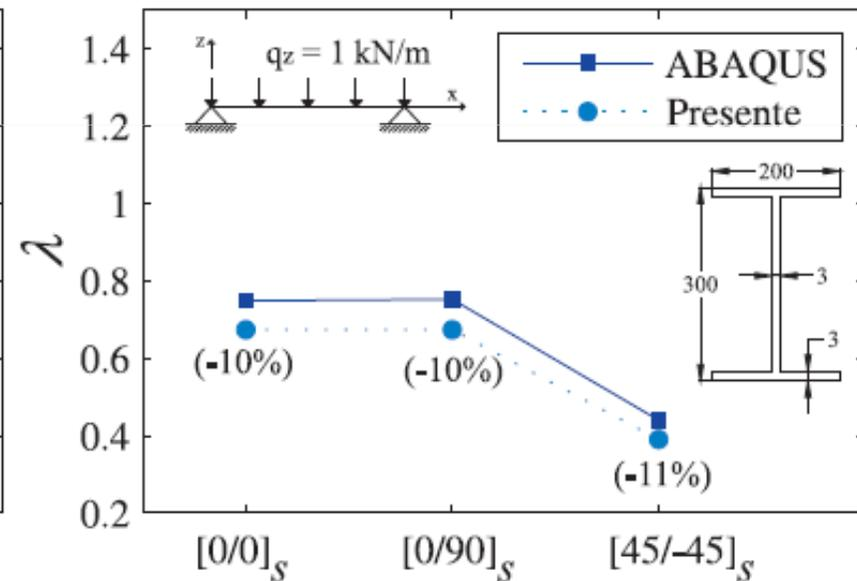 1.4
z
qz = 1 kN/m
x
ABAQUS
Presente
1.2
200
1
λ
0.8
300
3
3
0.6
(-10%)
(-10%)
0.4
(-11%)
0.2
[0/0]s
[0/90]s
[45/-45]s